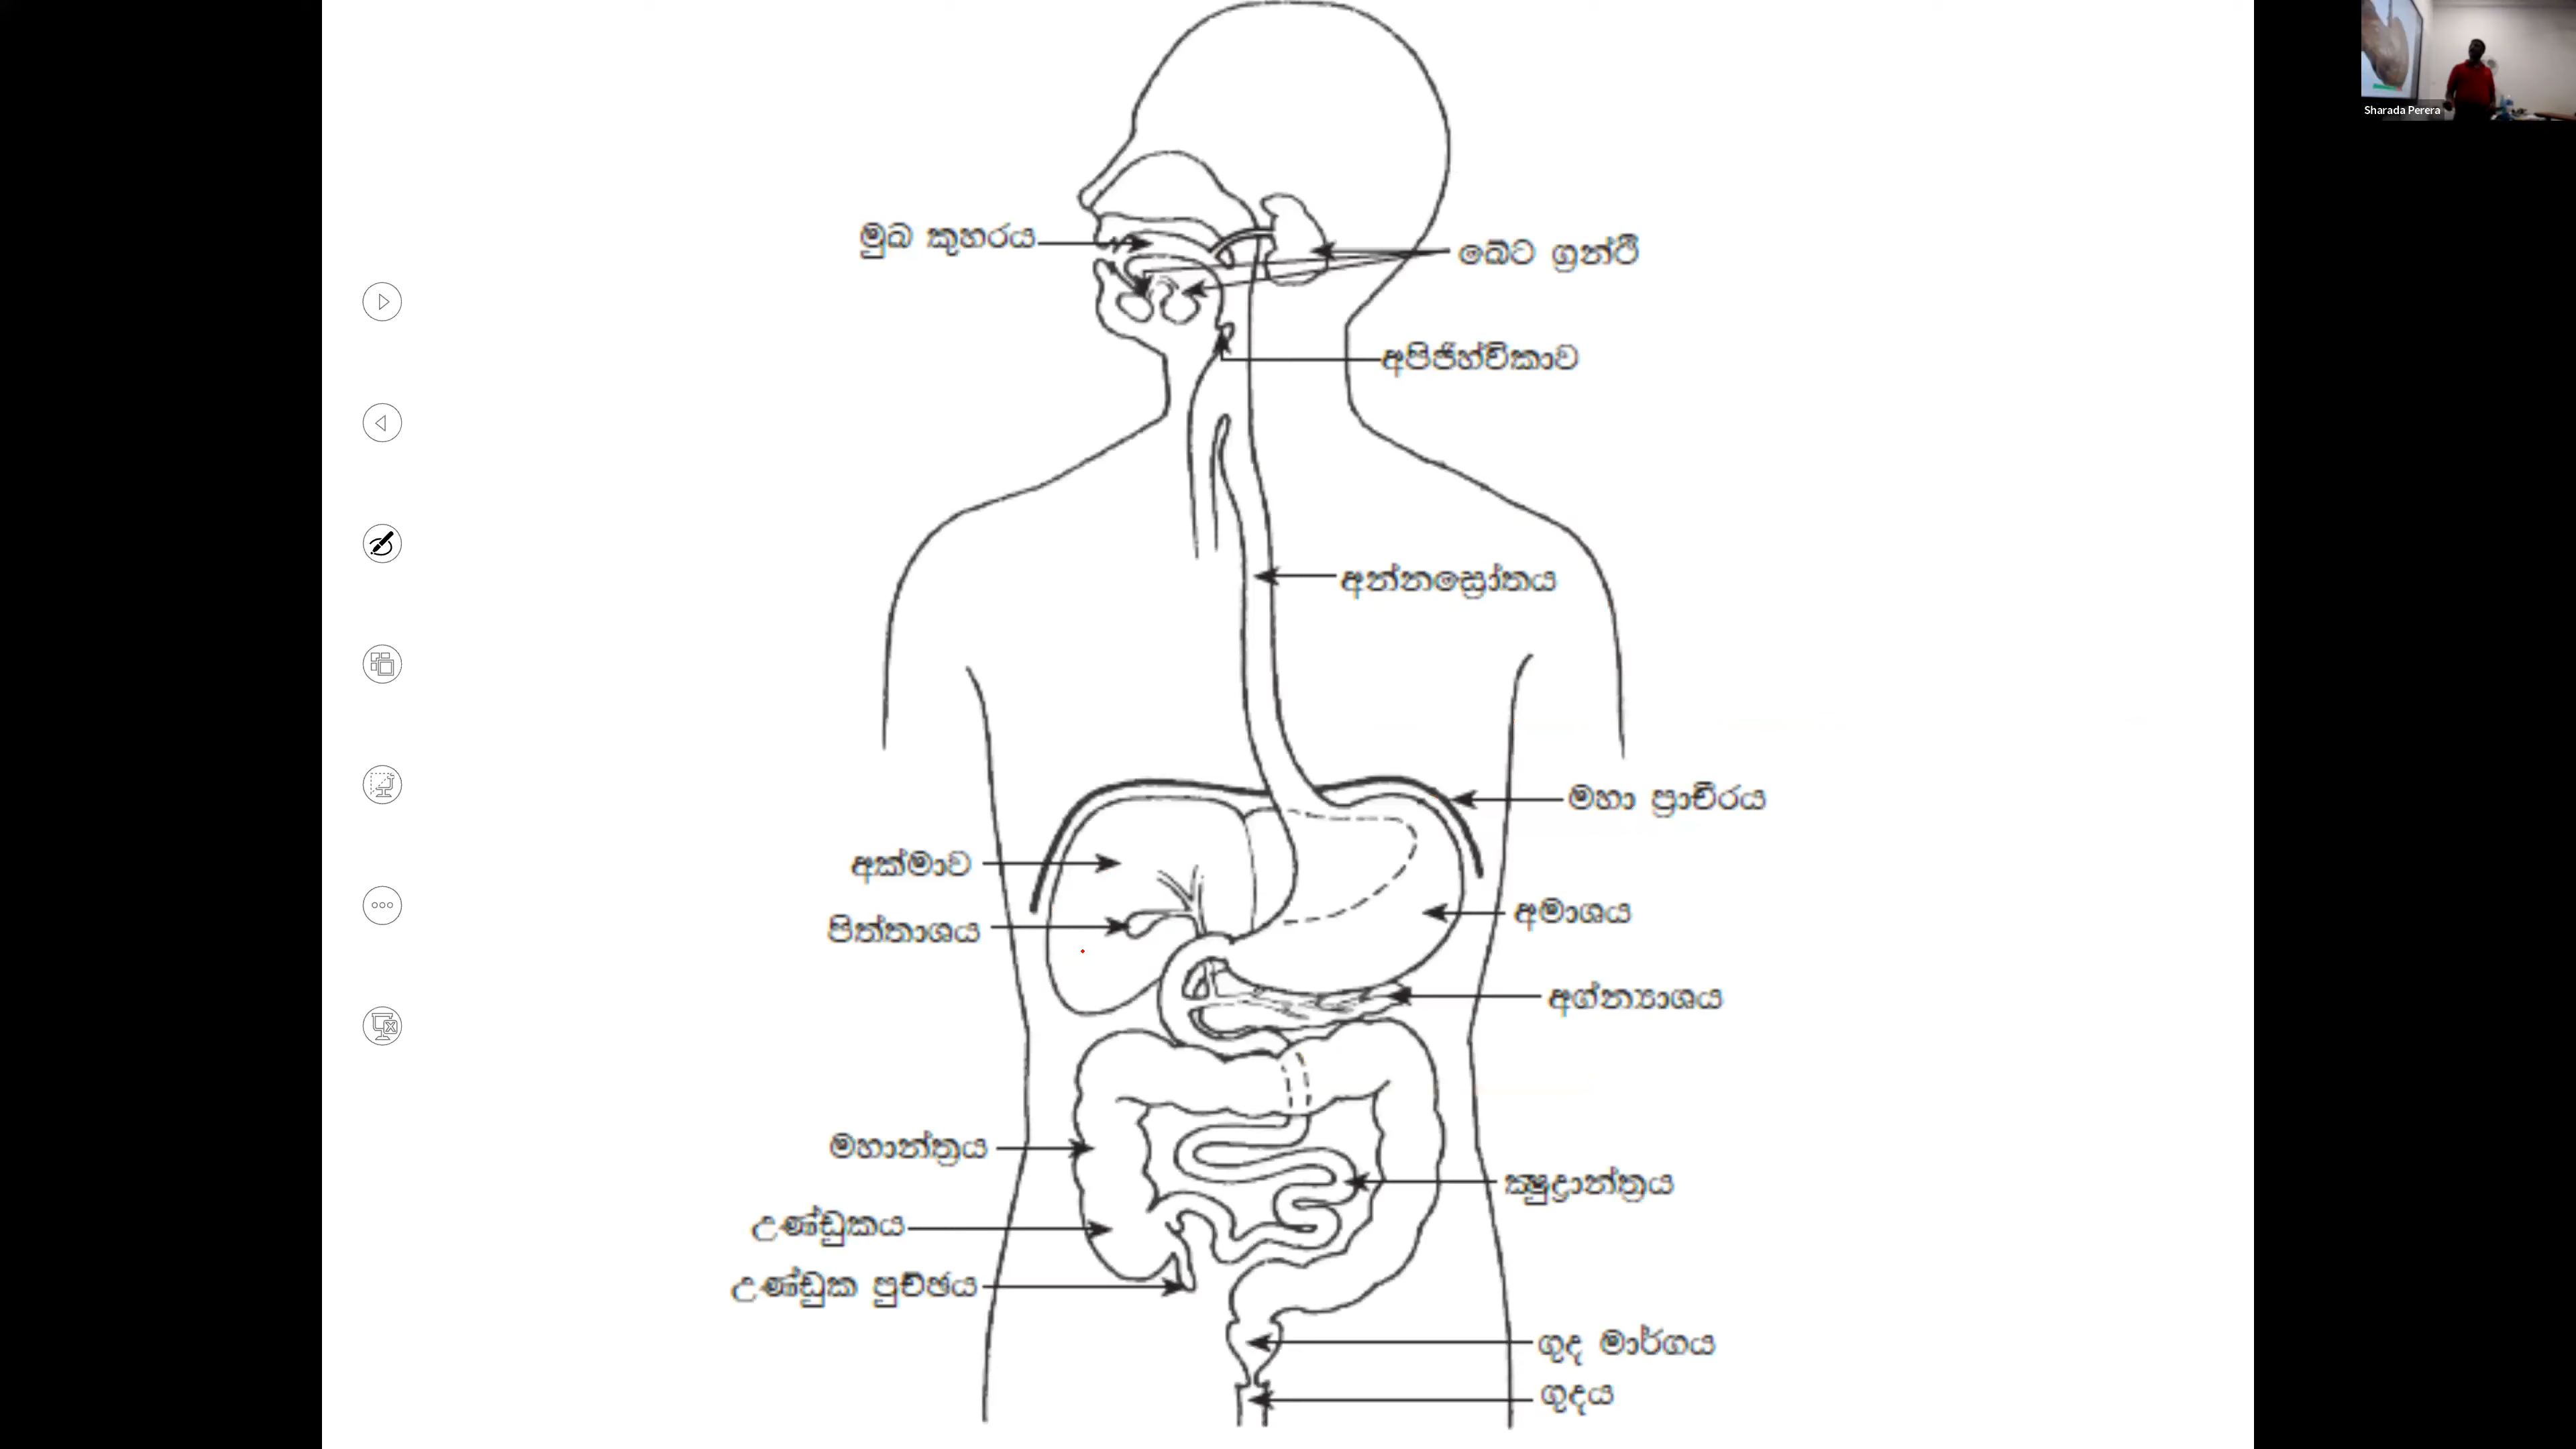 Sharada Perera
මුඛ කුහරය
ඛේට ග්‍රන්ථි
අපිජිහ්විකාව
අන්නස්‍රෝතය
මහා ප්‍රාචීරය
අක්මාව
අමාශය
පිත්තාශය
අග්න්‍යාශය
මහාන්ත්‍රය
ක්‍ෂුද්‍රාන්ත්‍රය
උණ්ඩුකය
උණ්ඩුක පුච්ඡය
ගුද මාර්ගය
ගුදය